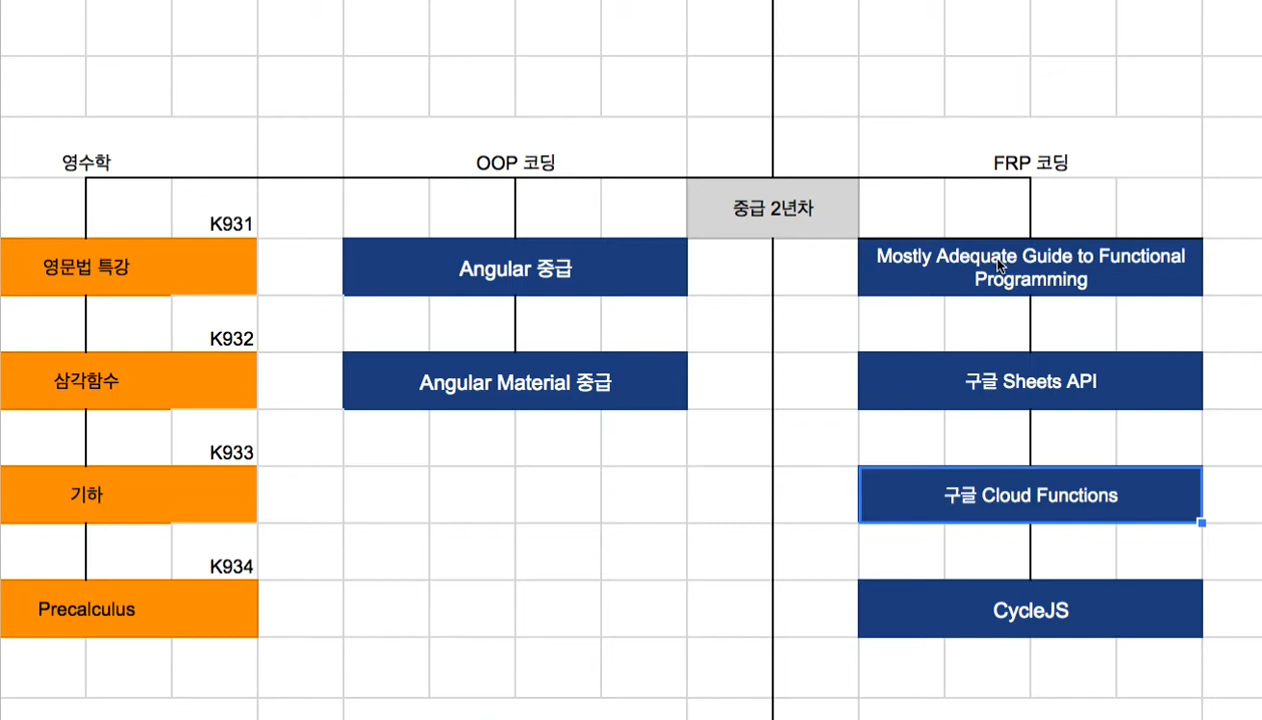 영수학
OOP 코딩
FRP 코딩
중급 2년차
K931
영문법 특강
Angular 중급
Mostly Adequate Guide to Functional
Programming
K932
삼각함수
Angular Material 중급
구글 Sheets API
K933
기하
구글 Cloud Functions
K934
Precalculus
CycleJS